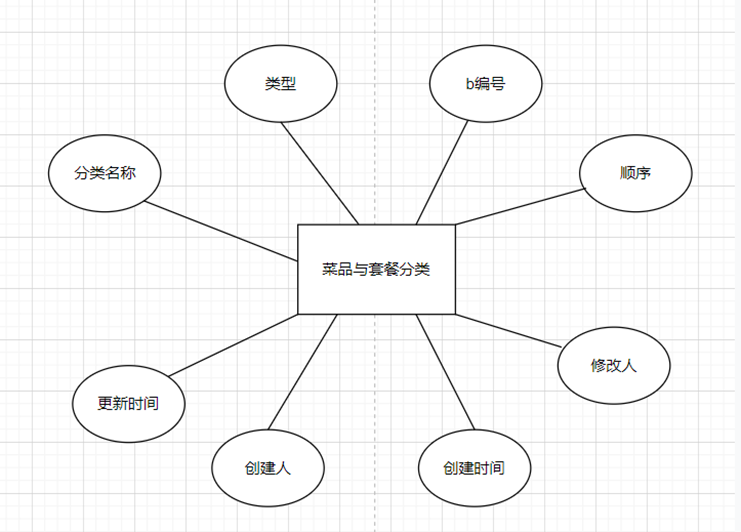 类型
b编号
分类名称
顺序
菜品与套餐分类
修改人
更新时间
创建人
创建时间